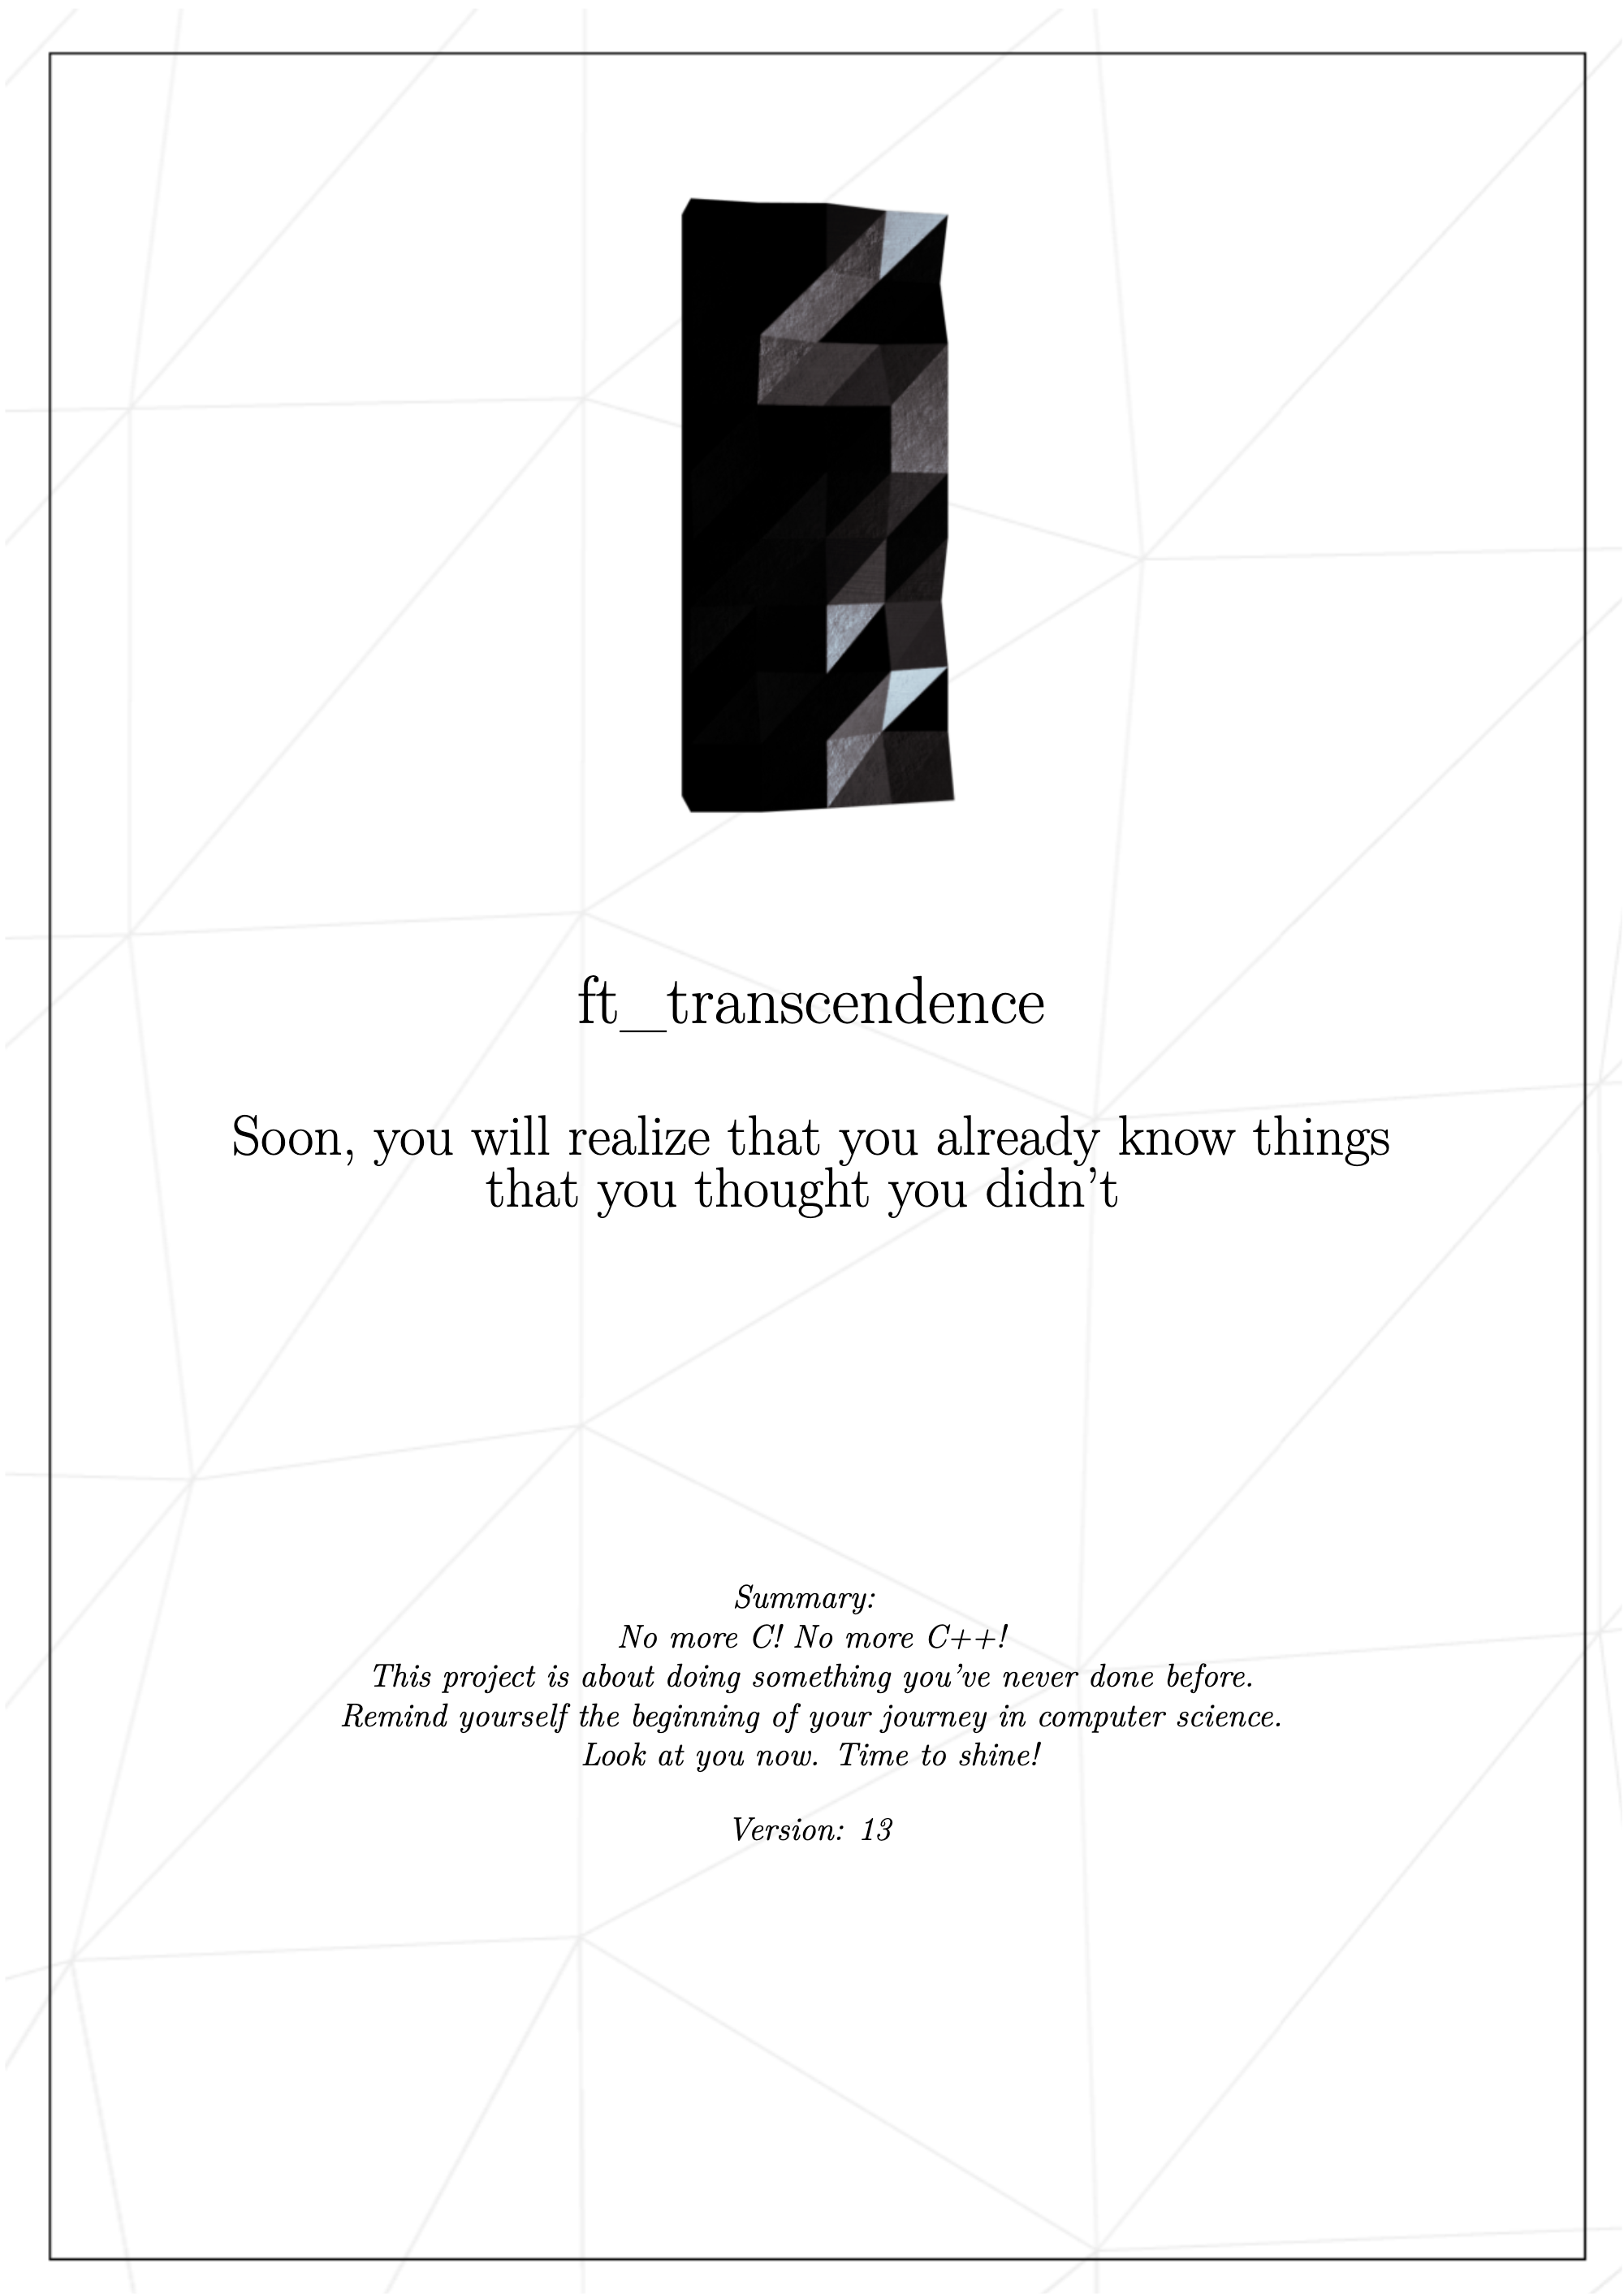 ft_transcendence
Soon, you will realize that you already know things
that you thought you didn't
Summary:
No more C! No more C++!
This project is about doing something you've never done before.
Remind yourself the beginning of your journey in computer science.
Look at you now. Time to shine!
Version: 13